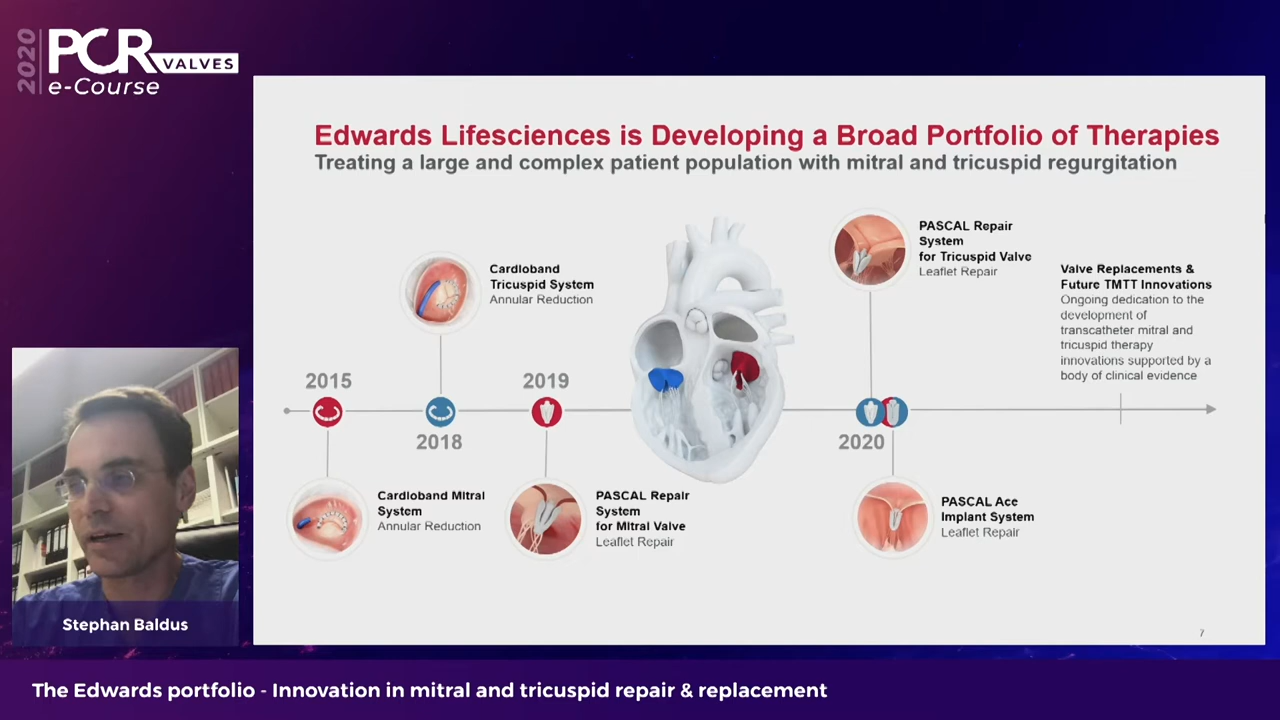 2020
PCR
VALVES
e-Course
Edwards Lifesciences is Developing a Broad Portfolio of Therapies
Treating a large and complex patient population with mitral and tricuspid regurgitation
Cardioband
Tricuspid System
Annular Reduction
PASCAL Repair
System
for Tricuspid Valve
Leaflet Repair
Valve Replacements &
Future TMTT Innovations
Ongoing dedication to the
development of
transcatheter mitral and
tricuspid therapy
innovations supported by a
body of clinical evidence
2015
2018
2019
2020
Cardioband Mitral
System
Annular Reduction
PASCAL Repair
System
for Mitral Valve
Leaflet Repair
PASCAL Ace
Implant System
Leaflet Repair
7
Stephan Baldus
The Edwards portfolio - Innovation in mitral and tricuspid repair & replacement